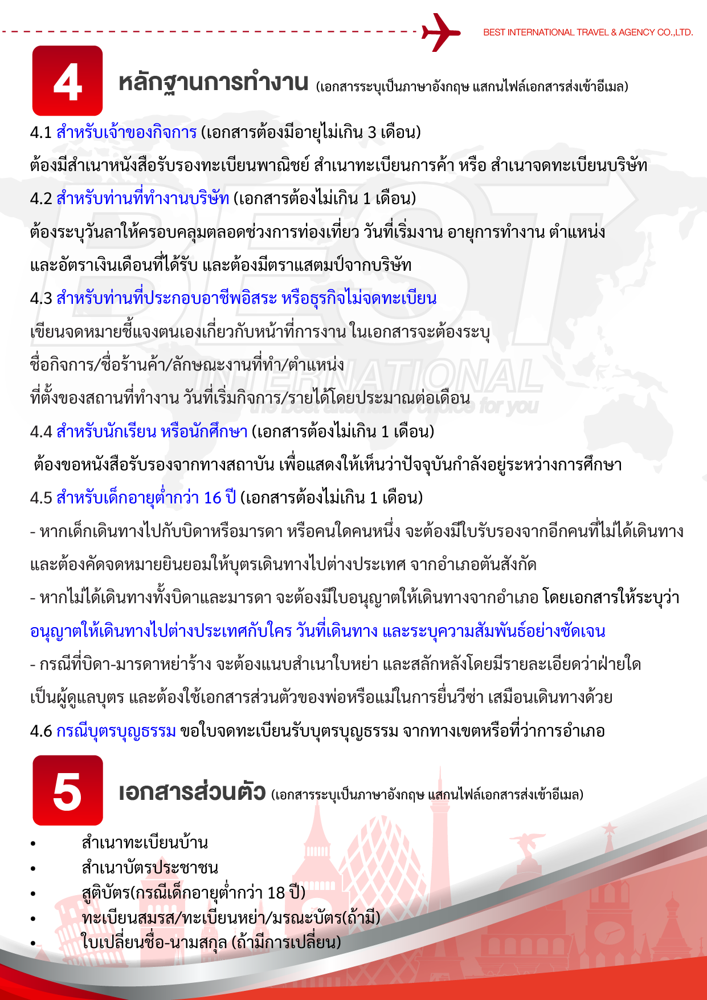 BEST INTERNATIONAL TRAVEL & AGENCY CO.,LTD.
4 หลักฐานการทำงาน (เอกสารระบุเป็นภาษาอังกฤษ แสกนไฟล์เอกสารส่งเข้าอีเมล)
4.1 สำหรับเจ้าของกิจการ (เอกสารต้องมีอายุไม่เกิน 3 เดือน)
ต้องมีสำเนาหนังสือรับรองทะเบียนพาณิชย์ สำเนาทะเบียนการค้า หรือ สำเนาจดทะเบียนบริษัท
4.2 สำหรับท่านที่ทำงานบริษัท (เอกสารต้องไม่เกิน 1 เดือน)
ต้องระบุวันลาให้ครอบคลุมตลอดช่วงการท่องเที่ยว วันที่เริ่มงาน อายุการทำงาน ตำแหน่ง
และอัตราเงินเดือนที่ได้รับ และต้องมีตราแสตมป์จากบริษัท
4.3 สำหรับท่านที่ประกอบอาชีพอิสระ หรือธุรกิจไม่จดทะเบียน
เขียนจดหมายชี้แจงตนเองเกี่ยวกับหน้าที่การงาน ในเอกสารจะต้องระบุ
ชื่อกิจการ/ชื่อร้านค้า/ลักษณะงานที่ทำ/ตำแหน่ง
ที่ตั้งของสถานที่ทำงาน วันที่เริ่มกิจการ/รายได้โดยประมาณต่อเดือน
4.4 สำหรับนักเรียน หรือนักศึกษา (เอกสารต้องไม่เกิน 1 เดือน)
ต้องขอหนังสือรับรองจากทางสถาบัน เพื่อแสดงให้เห็นว่าปัจจุบันกำลังอยู่ระหว่างการศึกษา
4.5 สำหรับเด็กอายุต่ำกว่า 16 ปี (เอกสารต้องไม่เกิน 1 เดือน)
- หากเด็กเดินทางไปกับบิดาหรือมารดา หรือคนใดคนหนึ่ง จะต้องมีใบรับรองจากอีกคนที่ไม่ได้เดินทาง
และต้องคัดจดหมายยินยอมให้บุตรเดินทางไปต่างประเทศ จากอำเภอตันสังกัด
- หากไม่ได้เดินทางทั้งบิดาและมารดา จะต้องมีใบอนุญาตให้เดินทางจากอำเภอ โดยเอกสารให้ระบุว่า
อนุญาตให้เดินทางไปต่างประเทศกับใคร วันที่เดินทาง และระบุความสัมพันธ์อย่างชัดเจน
- กรณีที่บิดา-มารดาหย่าร้าง จะต้องแนบสำเนาใบหย่า และสลักหลังโดยมีรายละเอียดว่าฝ่ายใด
เป็นผู้ดูแลบุตร และต้องใช้เอกสารส่วนตัวของพ่อหรือแม่ในการยื่นวีซ่า เสมือนเดินทางด้วย
4.6 กรณีบุตรบุญธรรม ขอใบจดทะเบียนรับบุตรบุญธรรม จากทางเขตหรือที่ว่าการอำเภอ
BEST
INTERNATIONAL
the best alternative choice for you
5 เอกสารส่วนตัว (เอกสารระบุเป็นภาษาอังกฤษ แสกนไฟล์เอกสารส่งเข้าอีเมล)
• สำเนาทะเบียนบ้าน
• สำเนาบัตรประชาชน
• สูติบัตร(กรณีเด็กอายุต่ำกว่า 18 ปี)
• ทะเบียนสมรส/ทะเบียนหย่า/มรณะบัตร(ถ้ามี)
• ใบเปลี่ยนชื่อ-นามสกุล (ถ้ามีการเปลี่ยน)